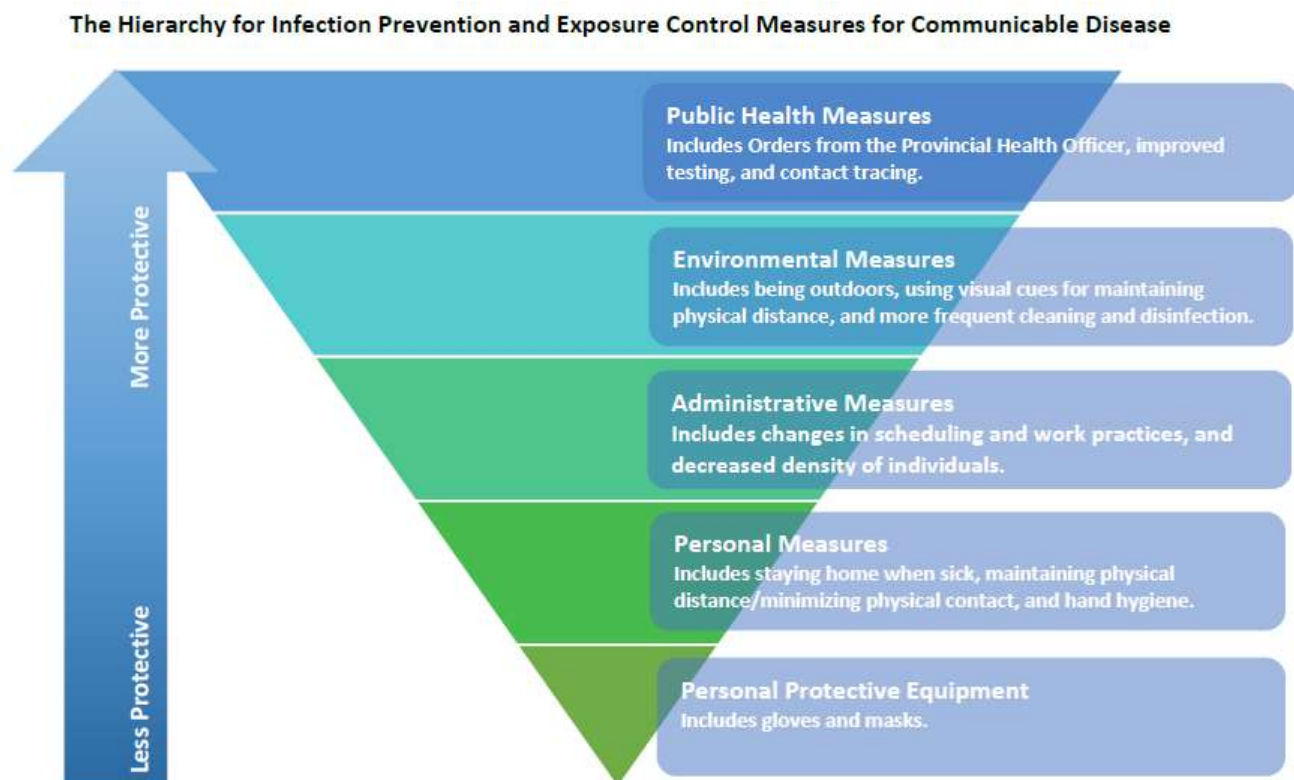 The Hierarchy for Infection Prevention and Exposure Control Measures for Communicable Disease
More Protective
Less Protective
Public Health Measures
Includes Orders from the Provincial Health Officer, improved
testing, and contact tracing.
Environmental Measures
Includes being outdoors, using visual cues for maintaining
physical distance, and more frequent cleaning and disinfection.
Administrative Measures
Includes changes in scheduling and work practices, and
decreased density of individuals.
Personal Measures
Includes staying home when sick, maintaining physical
distance/minimizing physical contact, and hand hygiene.
Personal Protective Equipment
Includes gloves and masks.